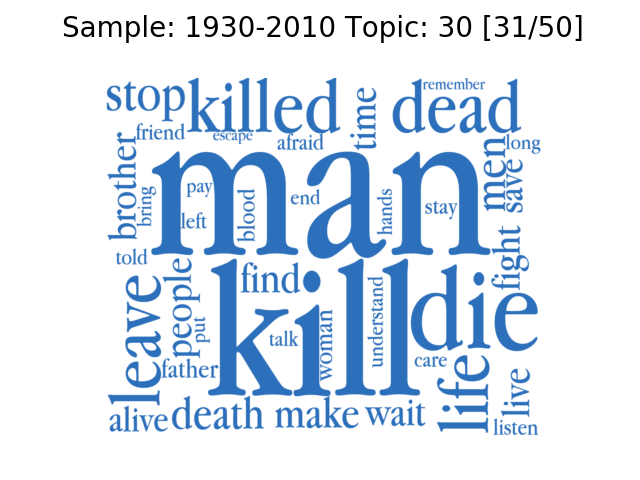 Sample: 1930-2010 Topic: 30 [31/50]
stop
killed
time
dead
remember
friend
escape
afraid
long
brother
bring
man
men
save
pay
left
blood
end
hands
stay
told
fight
leave
people
put
find
kill
die
talk
woman
understand
care
father
life
live
alive
death
make
wait
listen